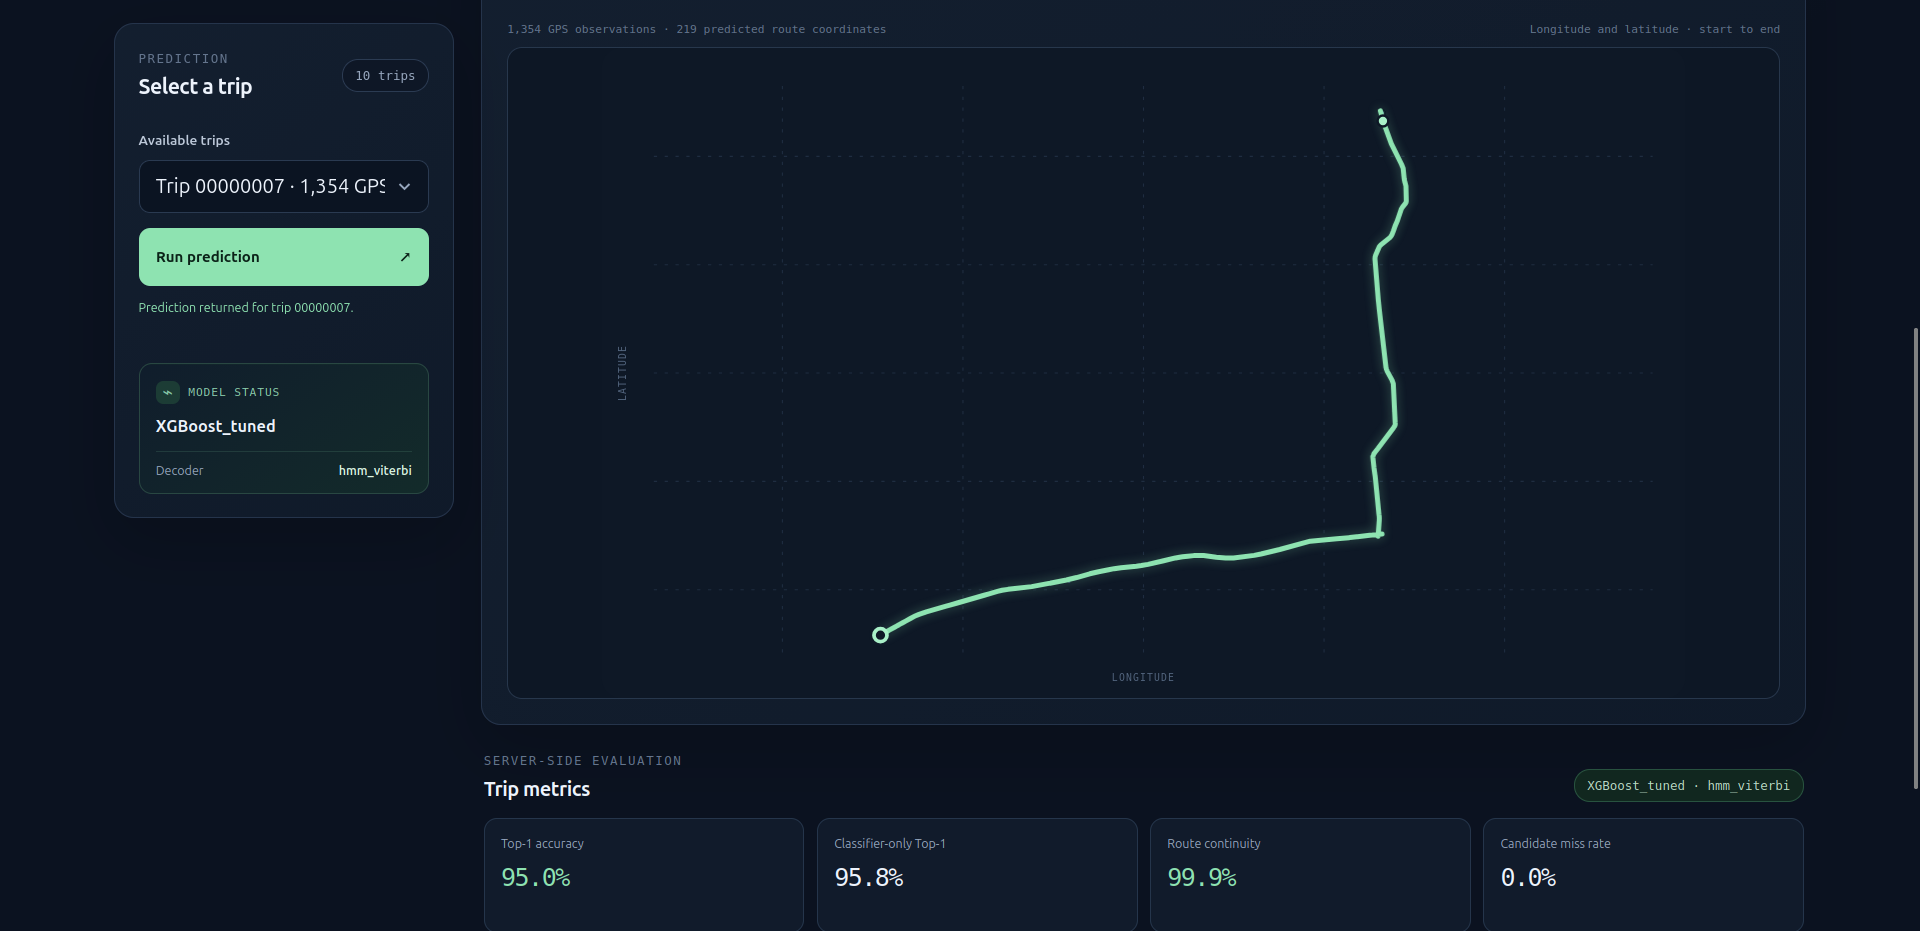 PREDICTION
Select a trip
10 trips
Available trips
Trip 00000007 · 1,354 GPS
Run prediction ↗
Prediction returned for trip 00000007.
MODEL STATUS
XGBoost_tuned
Decoder hmm_viterbi
1,354 GPS observations · 219 predicted route coordinates
Longitude and latitude · start to end
LATITUDE
LONGITUDE
SERVER-SIDE EVALUATION
Trip metrics
XGBoost_tuned · hmm_viterbi
Top-1 accuracy
95.0%
Classifier-only Top-1
95.8%
Route continuity
99.9%
Candidate miss rate
0.0%